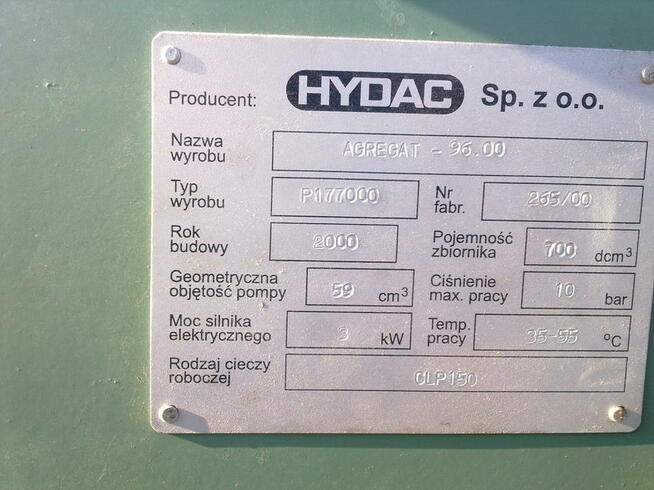 Producent: HYDAC Sp. z o.o.
Nazwa wyrobu AGREGAT - 96.00
Typ wyrobu P177000 Nr fabr. 265/00
Rok budowy 2000 Pojemność zbiornika 700 dcm³
Geometryczna objętość pompy 59 cm³ Ciśnienie max. pracy 10 bar
Moc silnika elektrycznego 3 kW Temp. pracy 35-55 °C
Rodzaj cieczy roboczej CLP150